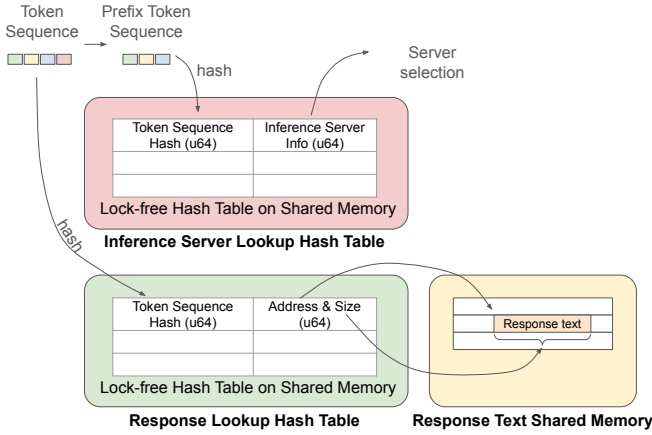 Token
Sequence
Prefix Token
Sequence
hash
Server
selection
Token Sequence
Hash (u64)
Inference Server
Info (u64)
Lock-free Hash Table on Shared Memory
Inference Server Lookup Hash Table
hash
Token Sequence
Hash (u64)
Address & Size
(u64)
Response text
Lock-free Hash Table on Shared Memory
Response Lookup Hash Table
Response Text Shared Memory